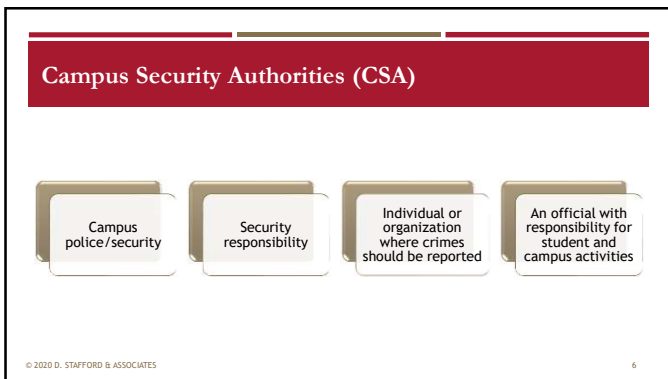 Campus Security Authorities (CSA)
Campus
police/security
Security
responsibility
Individual or
organization
where crimes
should be reported
An official with
responsibility for
student and
campus activities
© 2020 D. STAFFORD & ASSOCIATES
6